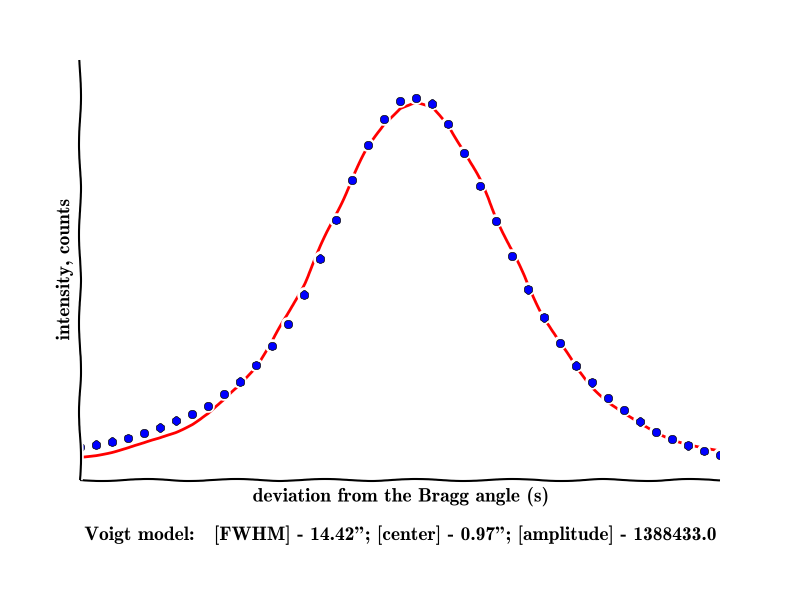 intensity, counts
deviation from the Bragg angle (s)
Voigt model: [FWHM] - 14.42”; [center] - 0.97”; [amplitude] - 1388433.0